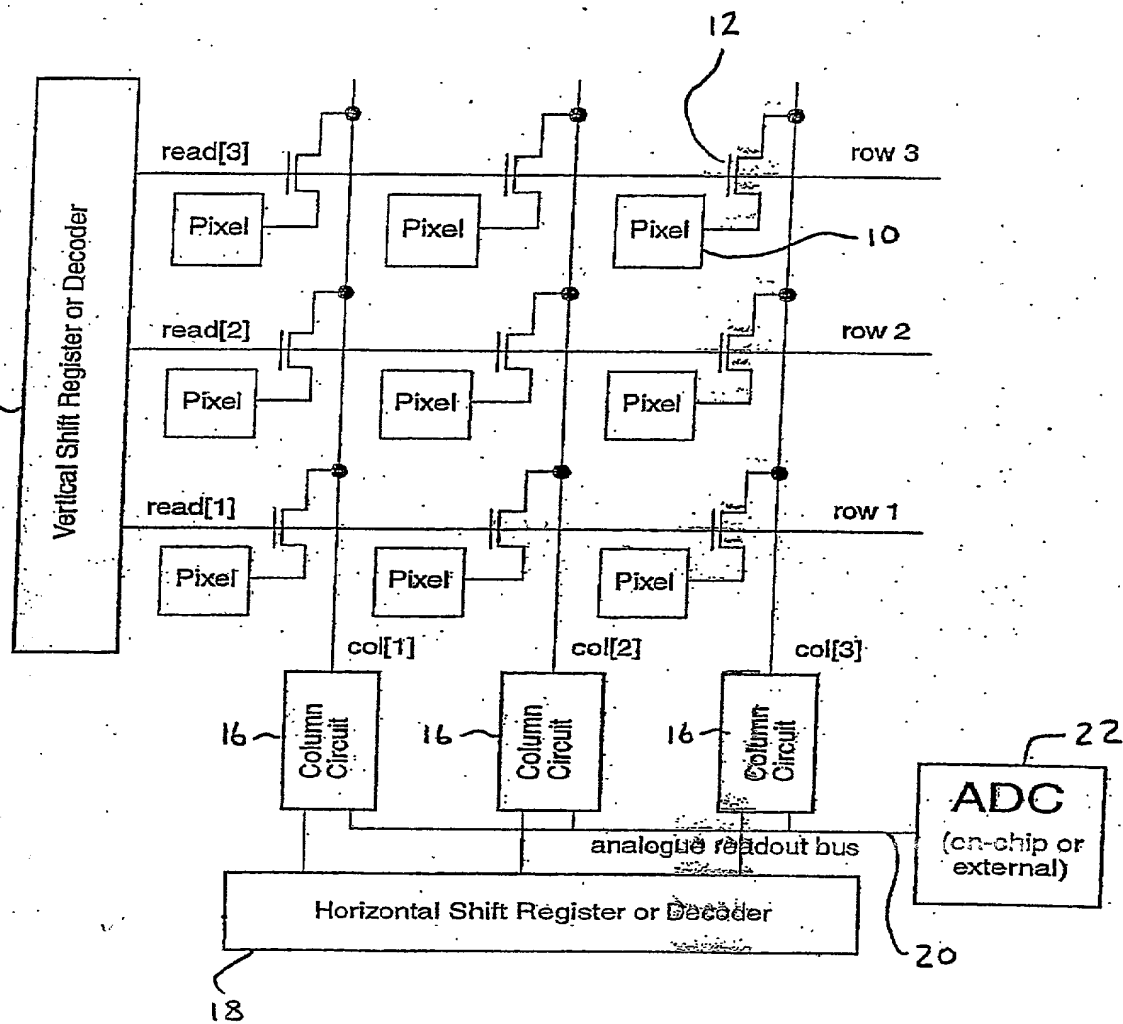 12
read[3]
row 3
Pixel
Pixel
Pixel
10
Vertical Shift Register or Decoder
read[2]
row 2
Pixel
Pixel
Pixel
read[1]
row 1
Pixel
Pixel
Pixel
col[1]
col[2]
col[3]
16
Column
Circuit
16
Column
Circuit
16
Column
Circuit
22
ADC
(on-chip or
external)
analogue readout bus
Horizontal Shift Register or Decoder
20
18